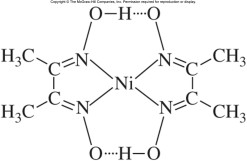 Copyright © The McGraw-Hill Companies, Inc. Permission required for reproduction or display.
O–H····O
H₃C N N CH₃
C C
Ni
C C
H₃C N N CH₃
O····H–O